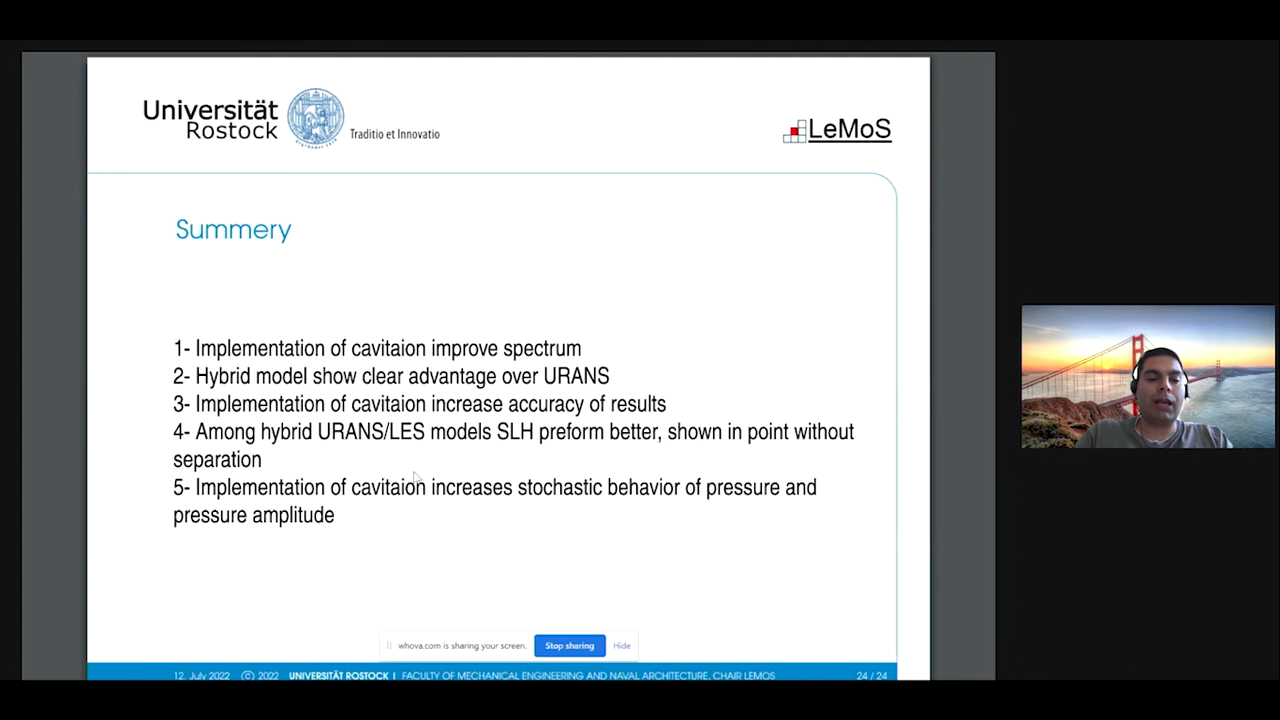 Universität
Rostock
Traditio et Innovatio
LeMoS
Summery
1- Implementation of cavitaion improve spectrum
2- Hybrid model show clear advantage over URANS
3- Implementation of cavitaion increase accuracy of results
4- Among hybrid URANS/LES models SLH preform better, shown in point without
separation
5- Implementation of cavitaion increases stochastic behavior of pressure and
pressure amplitude
whova.com is sharing your screen.
Stop sharing
Hide
12. July 2022 © 2022 UNIVERSITÄT ROSTOCK | FACULTY OF MECHANICAL ENGINEERING AND NAVAL ARCHITECTURE, CHAIR LEMOS 24 / 24